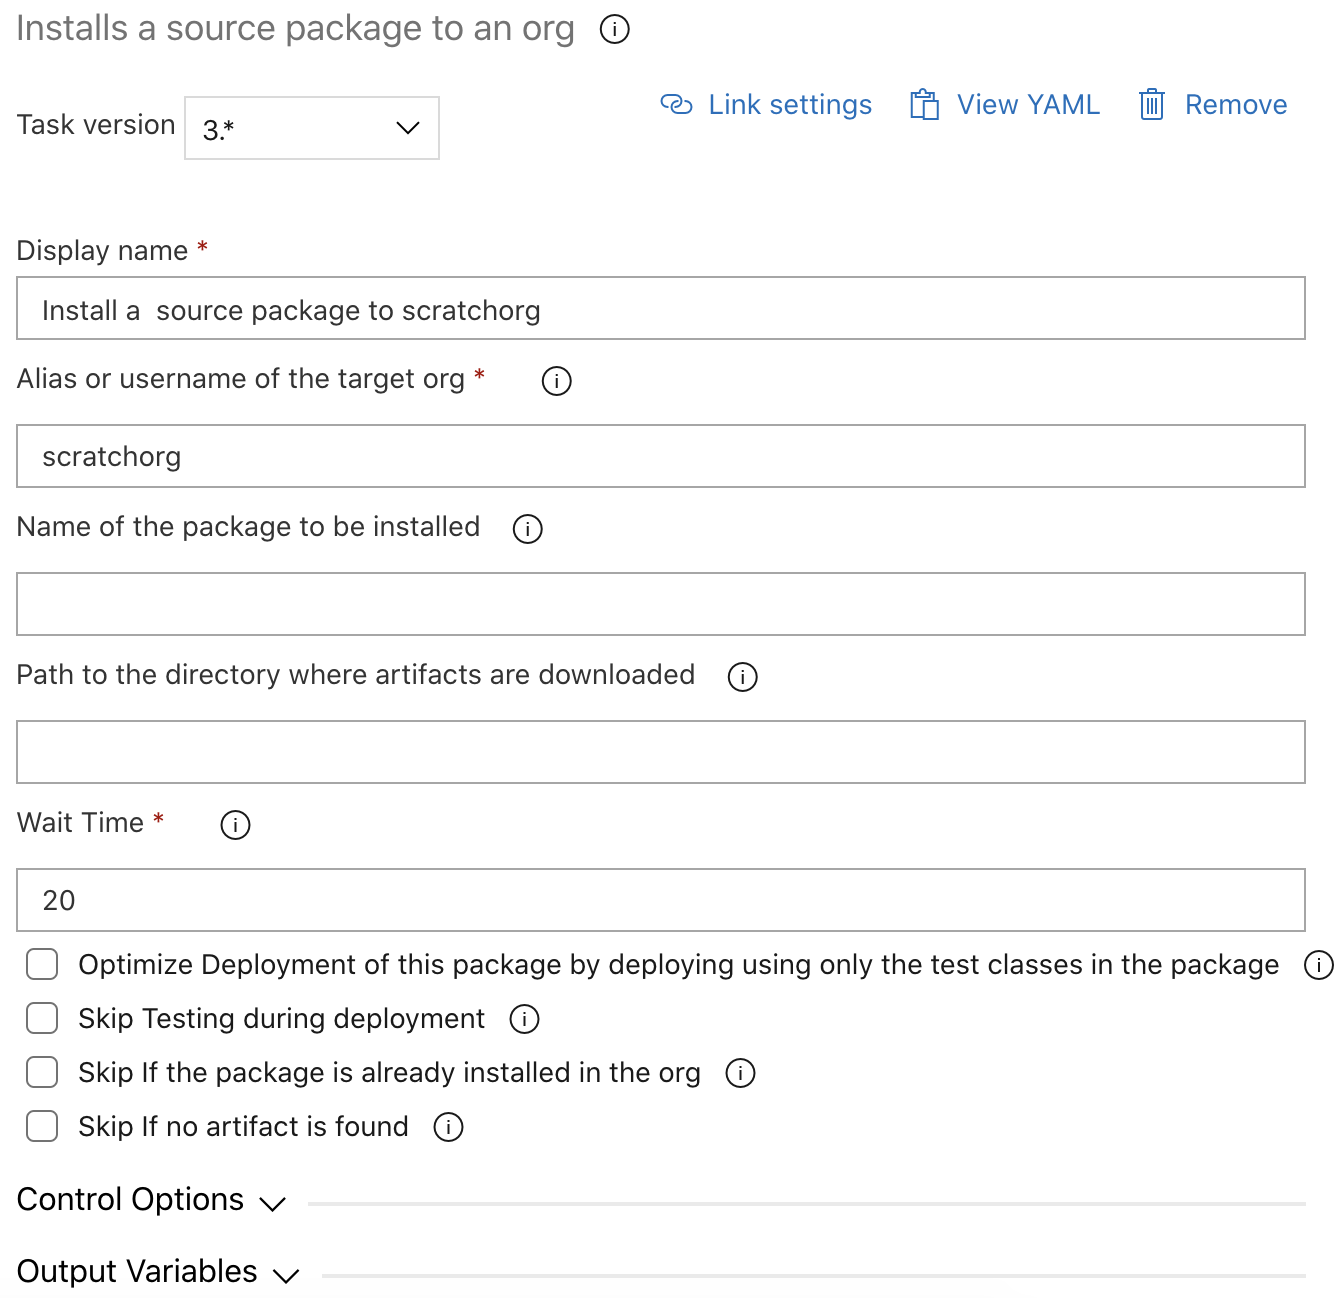 Installs a source package to an org
Link settings View YAML Remove
Task version 3.*
Display name *
Install a  source package to scratchorg
Alias or username of the target org *
scratchorg
Name of the package to be installed
Path to the directory where artifacts are downloaded
Wait Time *
20
Optimize Deployment of this package by deploying using only the test classes in the package
Skip Testing during deployment
Skip If the package is already installed in the org
Skip If no artifact is found
Control Options
Output Variables